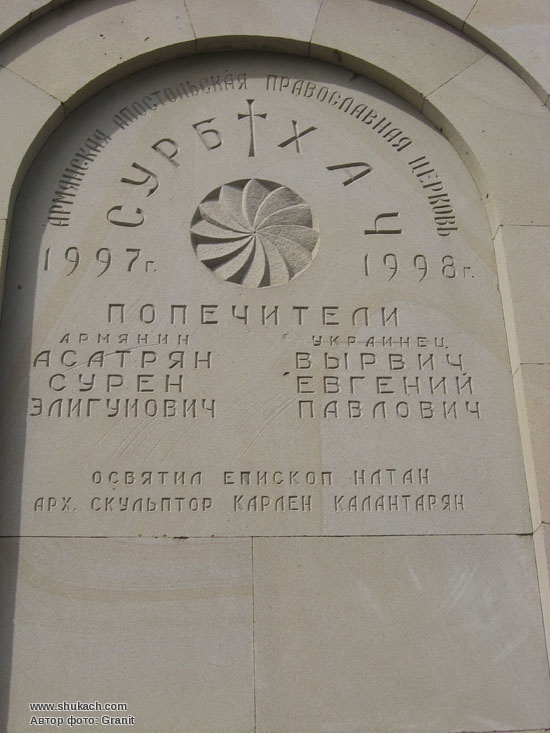 АРМЯНСКАЯ АПОСТОЛЬСКАЯ ПРАВОСЛАВНАЯ ЦЕРКОВЬ
СУРБ ХАЧ
1997г. 1998г.
ПОПЕЧИТЕЛИ
АРМЯНИН УКРАИНЕЦ
АСАТРЯН ВЫРВИЧ
СУРЕН ЕВГЕНИЙ
ЭЛИГУМОВИЧ ПАВЛОВИЧ
ОСВЯТИЛ ЕПИСКОП НАТАН
АРХ. СКУЛЬПТОР КАРЛЕН КАЛАНТАРЯН
www.shukach.com
Автор фото: Granit